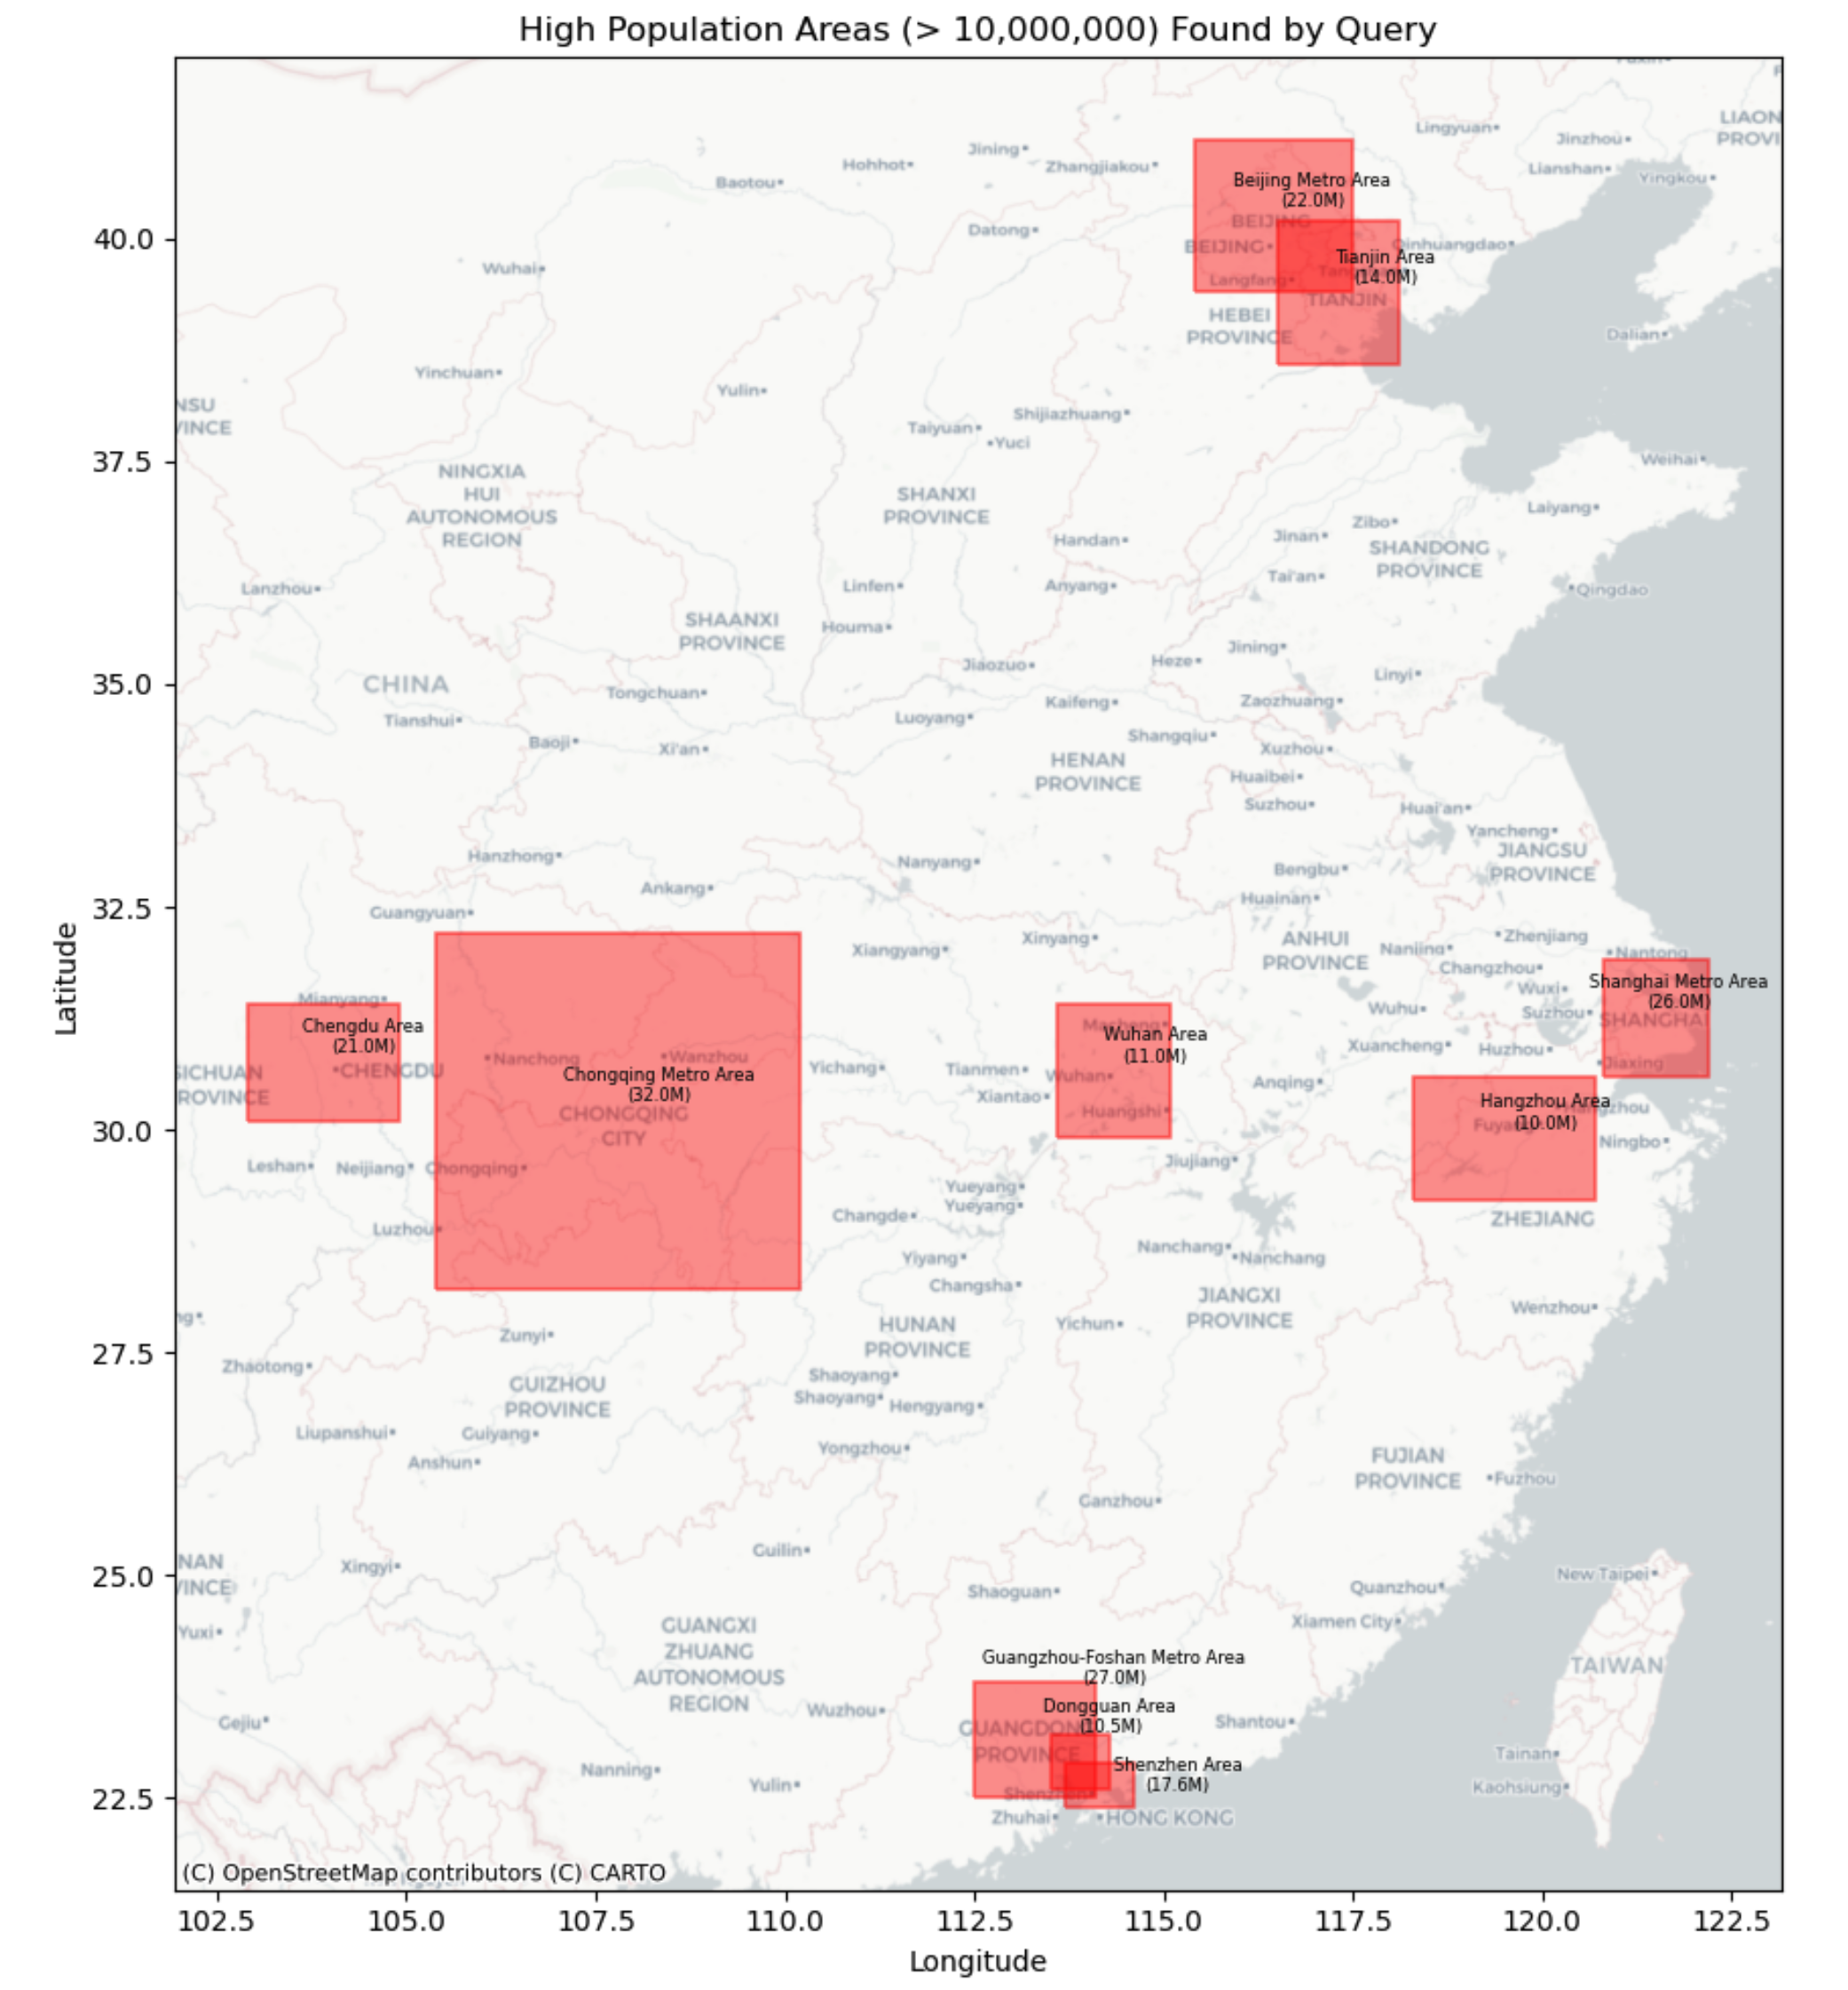 High Population Areas (> 10,000,000) Found by Query
Latitude
Longitude
40.0
37.5
35.0
32.5
30.0
27.5
25.0
22.5
102.5
105.0
107.5
110.0
112.5
115.0
117.5
120.0
122.5
Lingyuan
Jinzhou
LIAON
PROVI
Lianshan
Yingkou
Jining
Hohhot
Zhangjiakou
Baotou
Beijing Metro Area
(22.0M)
BEIJING
BEIJING
Datong
Qinhuangdao
Tianjin Area
(14.0M)
Langfang
TIANJIN
Wuhai
HEBEI
PROVINCE
Dalian
Yinchuan
Yulin
NSU
VINCE
Shijiazhuang
Taiyuan
Yuci
Weihai
NINGXIA
HUI
AUTONOMOUS
REGION
SHANXI
PROVINCE
Laiyang
Zibo
Jinan
Handan
SHANDONG
PROVINCE
Tai'an
Lanzhou
Linfen
Anyang
Qingdao
SHAANXI
PROVINCE
Houma
Jining
Jiaozuo
Heze
Linyi
CHINA
Tongchuan
Kaifeng
Zaozhuang
Tianshui
Luoyang
Baoji
Xi'an
Shangqiu
Xuzhou
HENAN
PROVINCE
Huaibei
Suzhou
Huai'an
Yancheng
JIANGSU
PROVINCE
Hanzhong
Nanyang
Bengbu
Ankang
Huainan
Guangyuan
Xiangyang
Xinyang
ANHUI
PROVINCE
Nanjing
Zhenjiang
Nantong
Changzhou
Shanghai Metro Area
(26.0M)
Wuxi
Mianyang
Wuhu
Suzhou
SHANGHAI
Chengdu Area
(21.0M)
Wuhan Area
(11.0M)
Macheng
Xuancheng
Huzhou
Jiaxing
Nanchong
Wanzhou
SICHUAN
ROVINCE
CHENGDU
Chongqing Metro Area
(32.0M)
Yichang
Tianmen
Wuhan
Anqing
Xiantao
Huangshi
CHONGQING
CITY
Hangzhou Area
(10.0M)
Hangzhou
Ningbo
Leshan
Neijiang
Chongqing
Jiujiang
Yueyang
Yueyang
Changde
ZHEJIANG
Luzhou
Nanchang
Nanchang
Yiyang
Changsha
JIANGXI
PROVINCE
Wenzhou
HUNAN
PROVINCE
Yichun
Zunyi
Zhaotong
Shaoyang
Shaoyang
GUIZHOU
PROVINCE
Hengyang
Liupanshui
Guiyang
Yongzhou
Anshun
FUJIAN
PROVINCE
Fuzhou
Ganzhou
Guilin
NAN
VINCE
Xingyi
New Taipei
Shaoguan
Quanzhou
Xiamen City
Yuxi
GUANGXI
ZHUANG
AUTONOMOUS
REGION
Guangzhou-Foshan Metro Area
(27.0M)
TAIWAN
Dongguan Area
(10.5M)
Wuzhou
Gejiu
GUANGDON
PROVINCE
Shantou
Tainan
Nanning
Yulin
Shenzhen Area
(17.6M)
Shenzhen
Kaohsiung
Zhuhai
HONG KONG
(C) OpenStreetMap contributors (C) CARTO